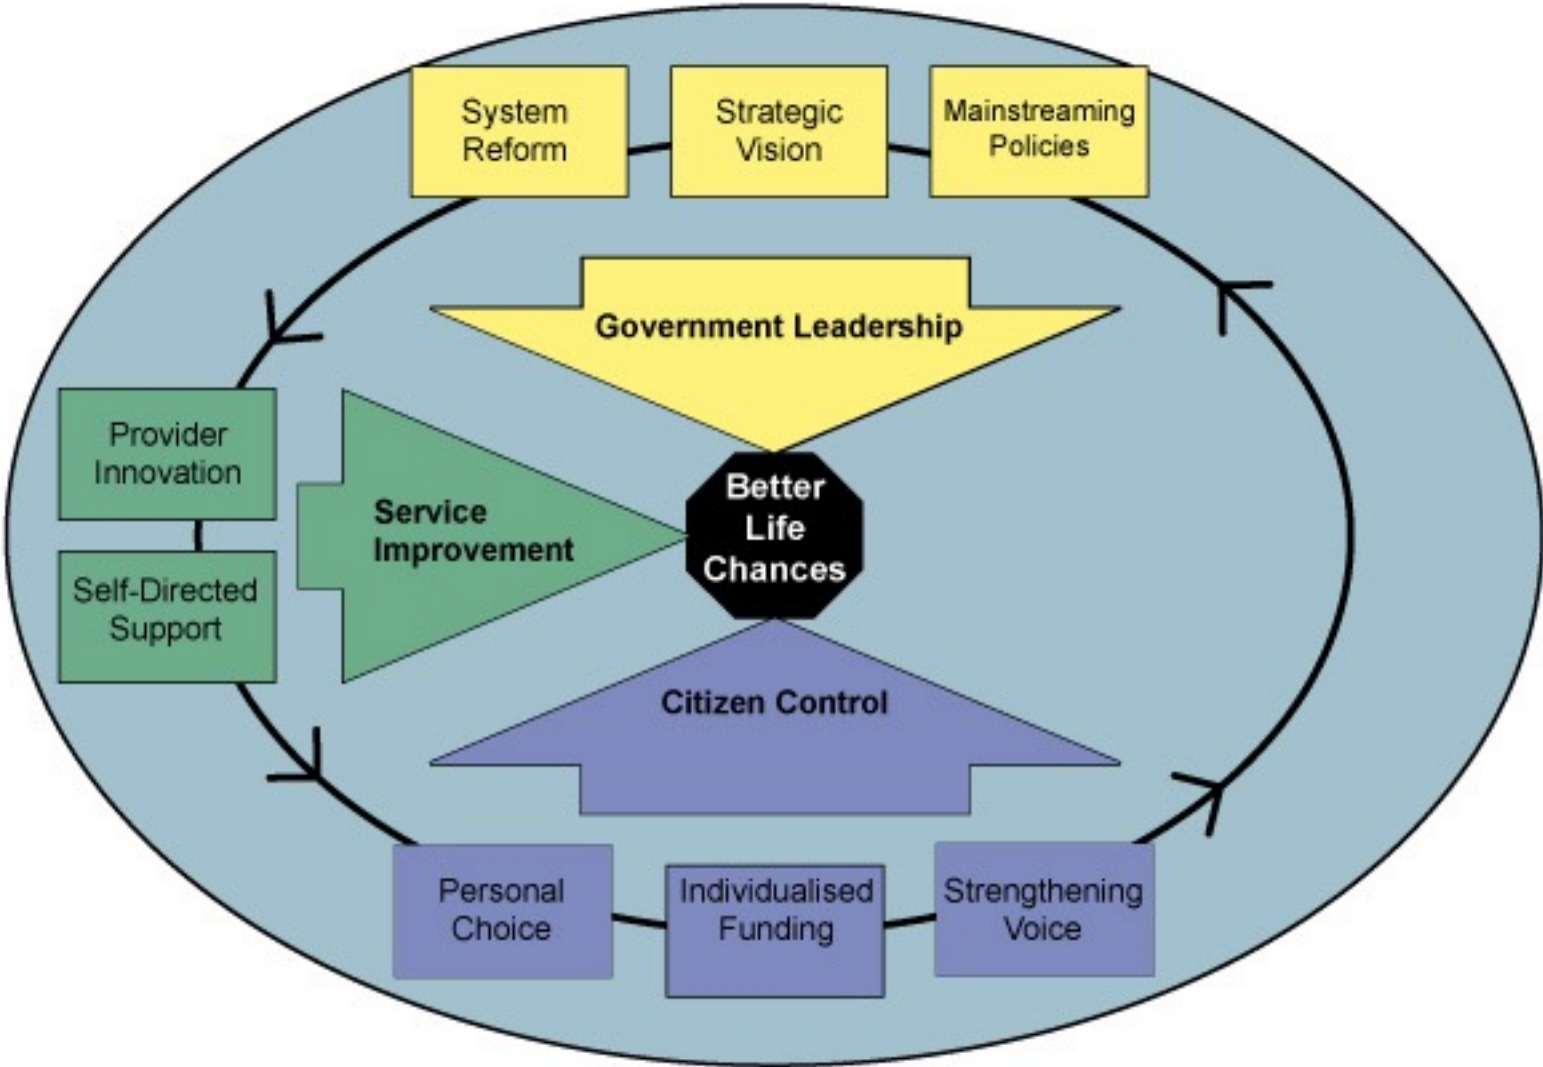 System
Reform
Strategic
Vision
Mainstreaming
Policies
Government Leadership
Provider
Innovation
Self-Directed
Support
Service
Improvement
Better
Life
Chances
Citizen Control
Personal
Choice
Individualised
Funding
Strengthening
Voice